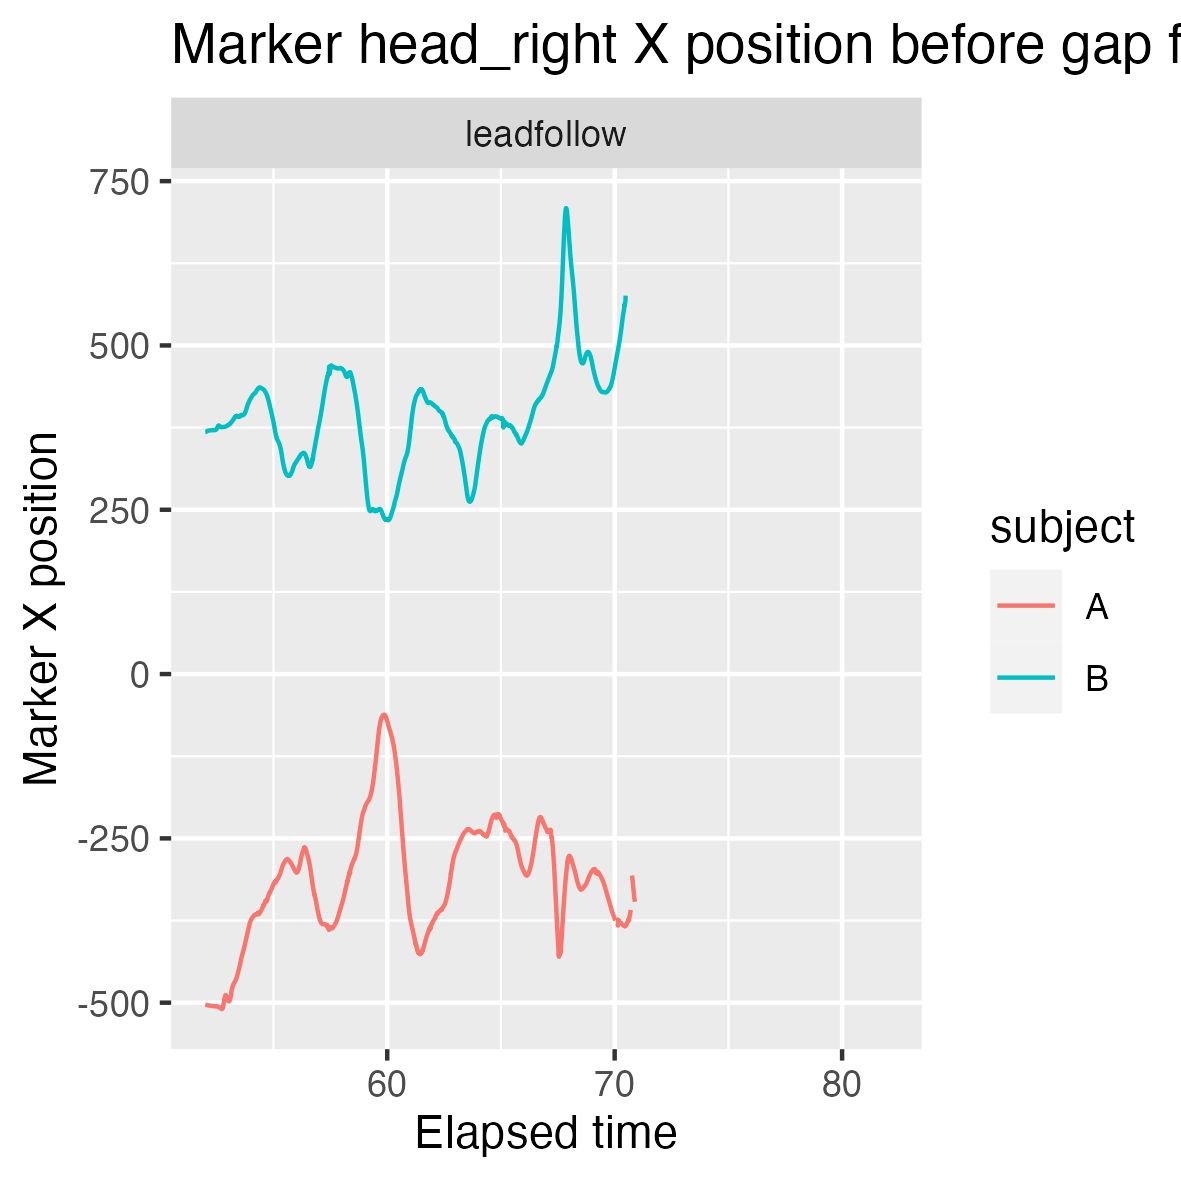 Marker head_right X position before gap f
leadfollow
750
500
250
0
-250
-500
Marker X position
60
70
80
Elapsed time
subject
A
B